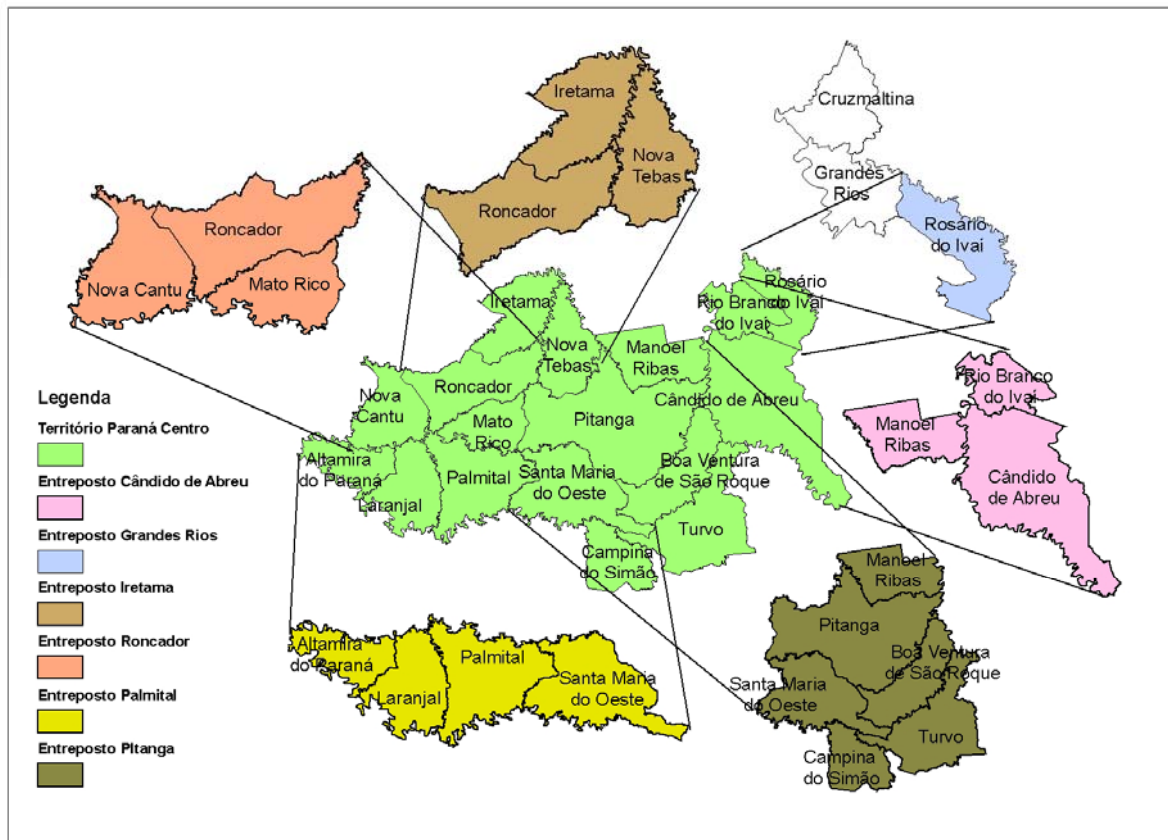 Iretama
Nova
Tebas
Roncador
Cruzmaltina
Grandes
Rios
Rosário
do Ivaí
Roncador
Nova Cantu
Mato Rico
Iretama
Rosário
do Ivaí
Rio Branco
do Ivaí
Nova
Tebas
Manoel
Ribas
Roncador
Nova
Cantu
Mato
Rico
Pitanga
Cândido de Abreu
Altamira
do Paraná
Laranjal
Palmital
Santa Maria
do Oeste
Boa Ventura
de São Roque
Turvo
Campina
do Simão
Rio Branco
do Ivaí
Manoel
Ribas
Cândido
de Abreu
Legenda
Território Paraná Centro
Entreposto Cândido de Abreu
Entreposto Grandes Rios
Entreposto Iretama
Entreposto Roncador
Entreposto Palmital
Entreposto PItanga
Altamira
do Paraná
Laranjal
Palmital
Santa Maria
do Oeste
Manoel
Ribas
Pitanga
Boa Ventura
de São Roque
Santa Maria
do Oeste
Turvo
Campina
do Simão